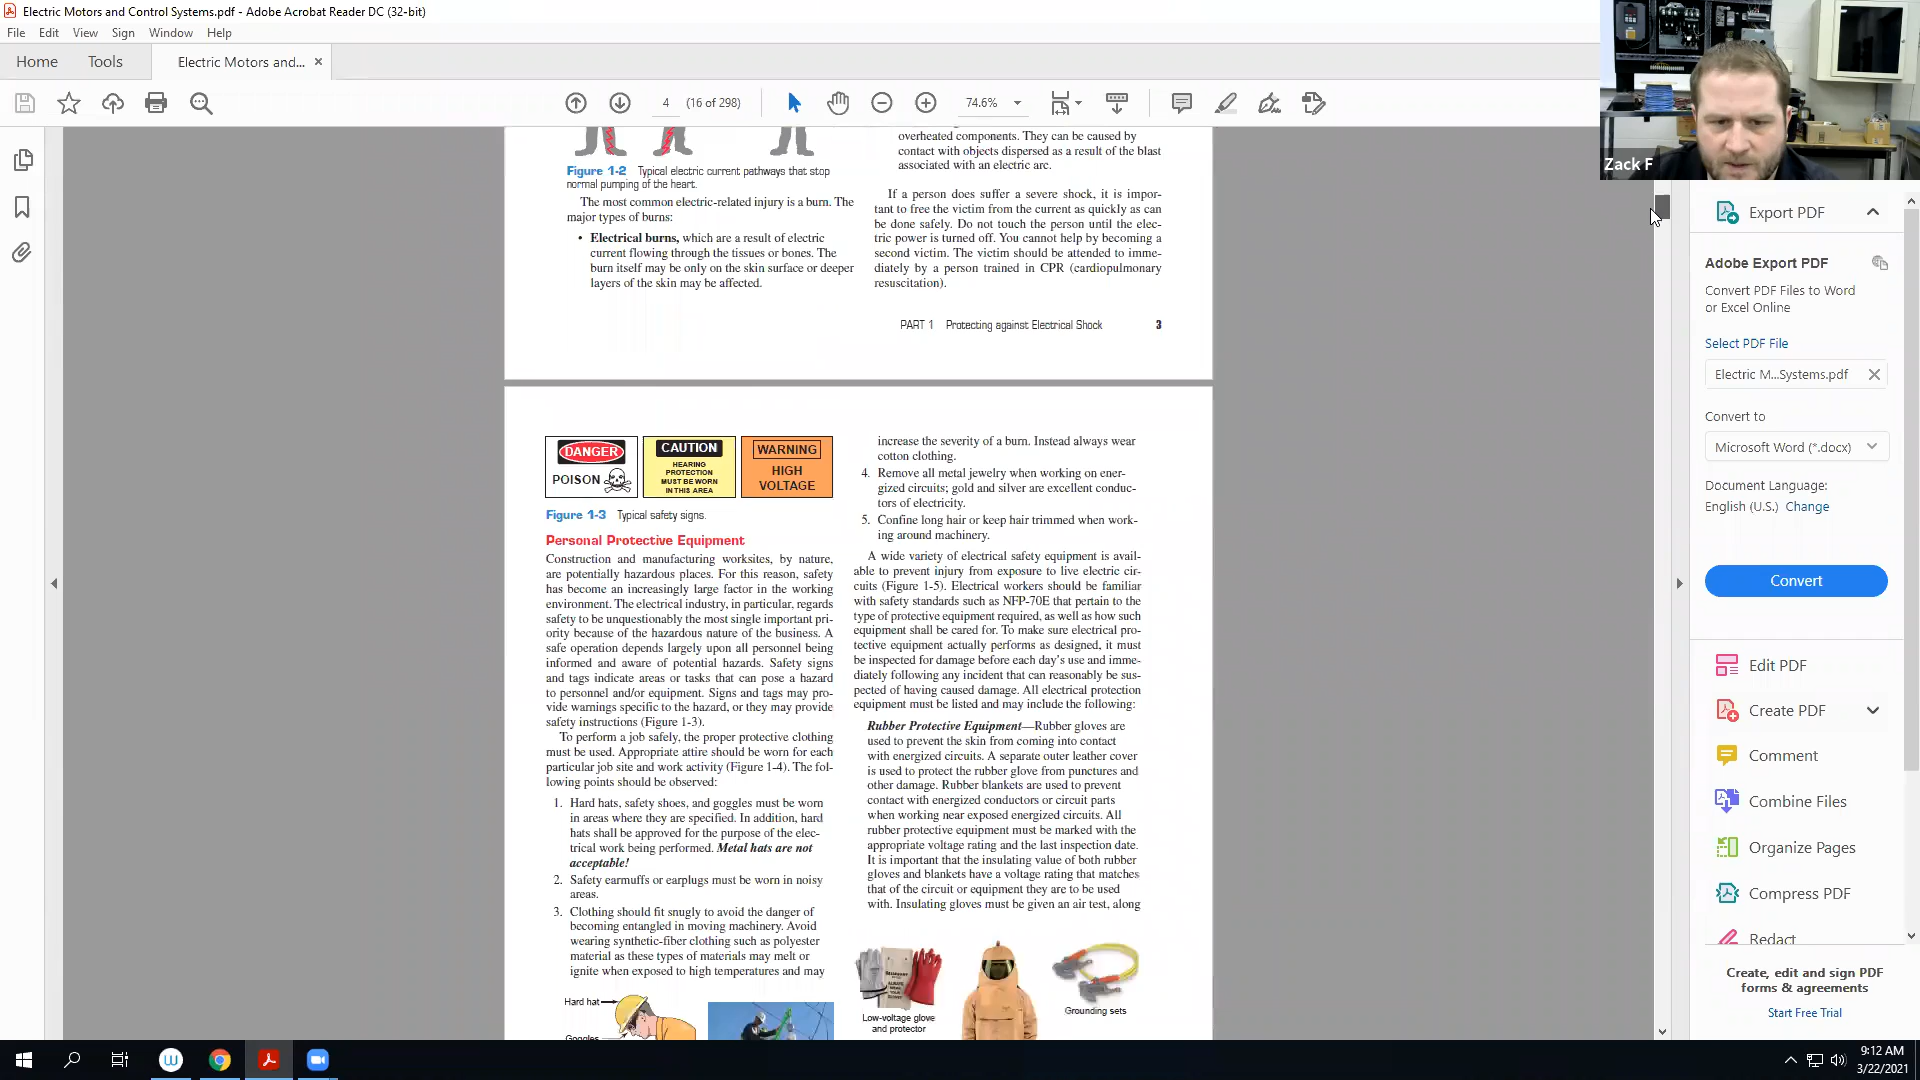 Electric Motors and Control Systems.pdf - Adobe Acrobat Reader DC (32-bit)
File Edit View Sign Window Help
Home Tools Electric Motors and... ×
4 (16 of 298) 74.6%
Zack F
Figure 1-2 Typical electric current pathways that stop
normal pumping of the heart.
The most common electric-related injury is a burn. The
major types of burns:
• Electrical burns, which are a result of electric
current flowing through the tissues or bones. The
burn itself may be only on the skin surface or deeper
layers of the skin may be affected.
overheated components. They can be caused by
contact with objects dispersed as a result of the blast
associated with an electric arc.
If a person does suffer a severe shock, it is impor-
tant to free the victim from the current as quickly as can
be done safely. Do not touch the person until the elec-
tric power is turned off. You cannot help by becoming a
second victim. The victim should be attended to imme-
diately by a person trained in CPR (cardiopulmonary
resuscitation).
PART 1 Protecting against Electrical Shock 3
DANGER
POISON
CAUTION
HEARING
PROTECTION
MUST BE WORN
IN THIS AREA
WARNING
HIGH
VOLTAGE
Figure 1-3 Typical safety signs.
Personal Protective Equipment
Construction and manufacturing worksites, by nature,
are potentially hazardous places. For this reason, safety
has become an increasingly large factor in the working
environment. The electrical industry, in particular, regards
safety to be unquestionably the most single important pri-
ority because of the hazardous nature of the business. A
safe operation depends largely upon all personnel being
informed and aware of potential hazards. Safety signs
and tags indicate areas or tasks that can pose a hazard
to personnel and/or equipment. Signs and tags may pro-
vide warnings specific to the hazard, or they may provide
safety instructions (Figure 1-3).
To perform a job safely, the proper protective clothing
must be used. Appropriate attire should be worn for each
particular job site and work activity (Figure 1-4). The fol-
lowing points should be observed:
1. Hard hats, safety shoes, and goggles must be worn
in areas where they are specified. In addition, hard
hats shall be approved for the purpose of the elec-
trical work being performed. Metal hats are not
acceptable!
2. Safety earmuffs or earplugs must be worn in noisy
areas.
3. Clothing should fit snugly to avoid the danger of
becoming entangled in moving machinery. Avoid
wearing synthetic-fiber clothing such as polyester
material as these types of materials may melt or
ignite when exposed to high temperatures and may
Hard hat
Goggles
increase the severity of a burn. Instead always wear
cotton clothing.
4. Remove all metal jewelry when working on ener-
gized circuits; gold and silver are excellent conduc-
tors of electricity.
5. Confine long hair or keep hair trimmed when work-
ing around machinery.
A wide variety of electrical safety equipment is avail-
able to prevent injury from exposure to live electric cir-
cuits (Figure 1-5). Electrical workers should be familiar
with safety standards such as NFP-70E that pertain to the
type of protective equipment required, as well as how such
equipment shall be cared for. To make sure electrical pro-
tective equipment actually performs as designed, it must
be inspected for damage before each day's use and imme-
diately following any incident that can reasonably be sus-
pected of having caused damage. All electrical protection
equipment must be listed and may include the following:
Rubber Protective Equipment—Rubber gloves are
used to prevent the skin from coming into contact
with energized circuits. A separate outer leather cover
is used to protect the rubber glove from punctures and
other damage. Rubber blankets are used to prevent
contact with energized conductors or circuit parts
when working near exposed energized circuits. All
rubber protective equipment must be marked with the
appropriate voltage rating and the last inspection date.
It is important that the insulating value of both rubber
gloves and blankets have a voltage rating that matches
that of the circuit or equipment they are to be used
with. Insulating gloves must be given an air test, along
Low-voltage glove
and protector
Grounding sets
Export PDF
Adobe Export PDF
Convert PDF Files to Word
or Excel Online
Select PDF File
Electric M...Systems.pdf
Convert to
Microsoft Word (*.docx)
Document Language:
English (U.S.) Change
Convert
Edit PDF
Create PDF
Comment
Combine Files
Organize Pages
Compress PDF
Redact
Create, edit and sign PDF
forms & agreements
Start Free Trial
9:12 AM
3/22/2021